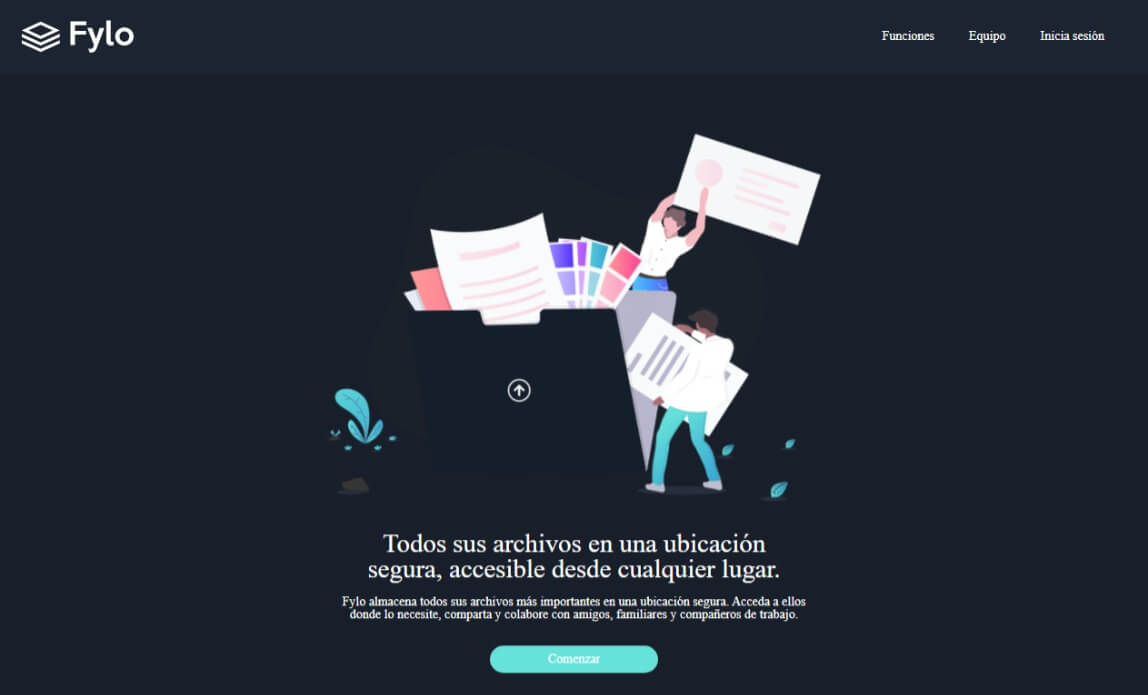 Fylo
Funciones
Equipo
Inicia sesión
Todos sus archivos en una ubicación
segura, accesible desde cualquier lugar.
Fylo almacena todos sus archivos más importantes en una ubicación segura. Acceda a ellos
donde lo necesite, comparta y colabore con amigos, familiares y compañeros de trabajo.
Comenzar